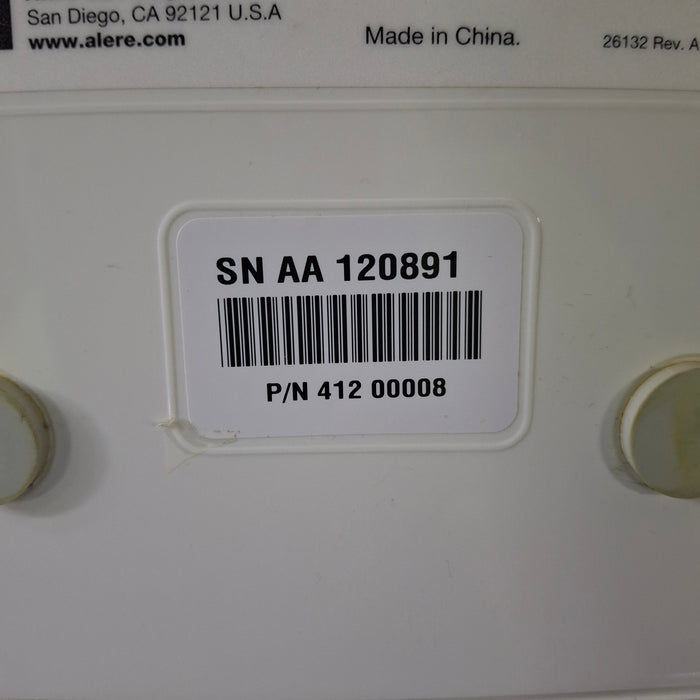 San Diego, CA 92121 U.S.A
www.alere.com
Made in China.
26132 Rev. A
SN AA 120891
P/N 412 00008